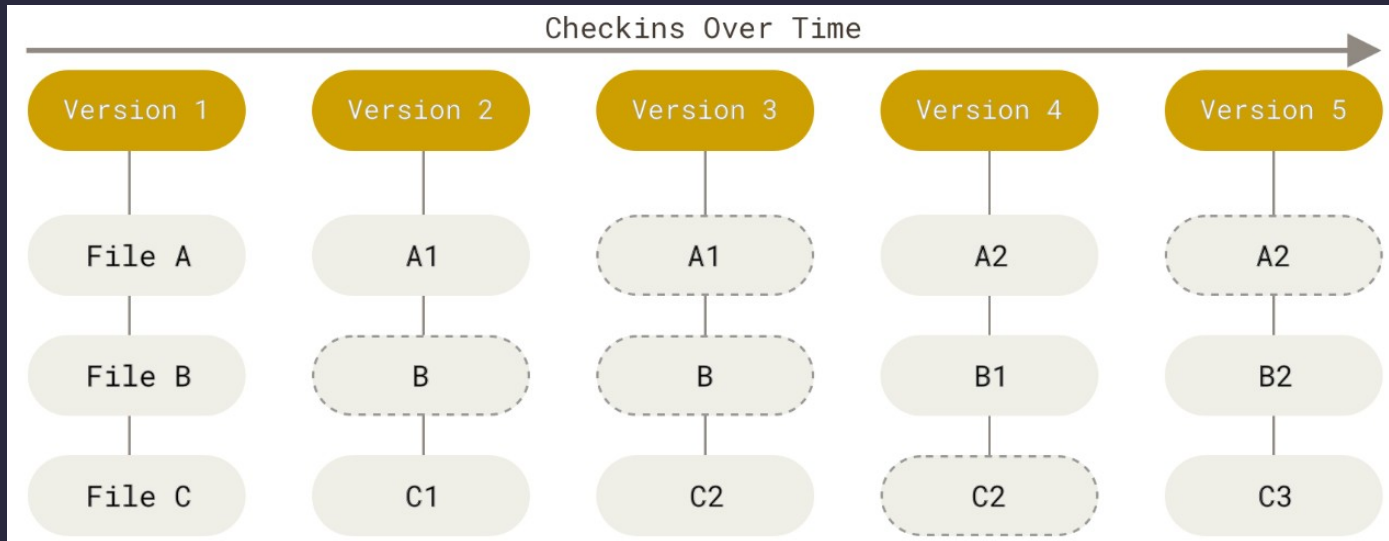 Checkins Over Time
Version 1 Version 2 Version 3 Version 4 Version 5
File A A1 A1 A2 A2
File B B B B1 B2
File C C1 C2 C2 C3